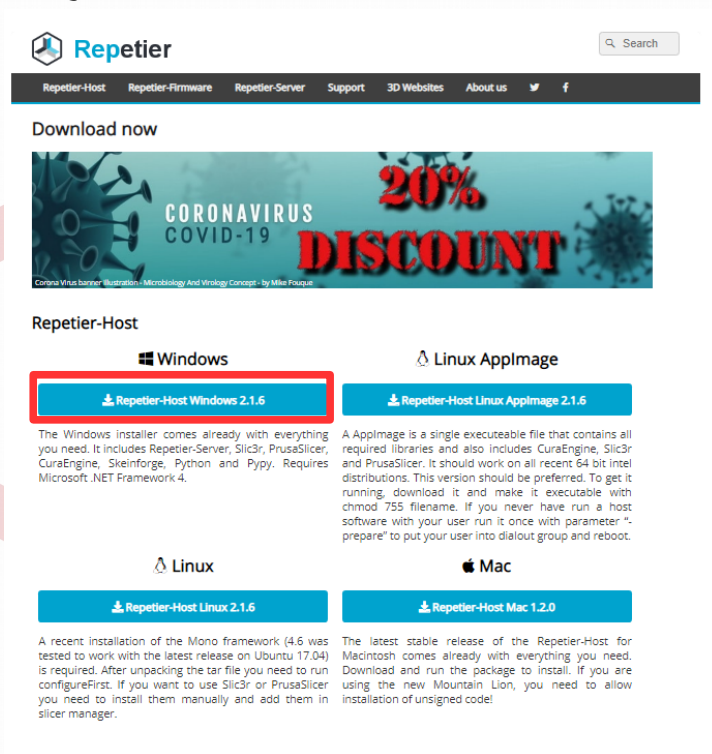 Repetier
Search
Repetier-Host Repetier-Firmware Repetier-Server Support 3D Websites About us
Download now
20%
CORONAVIRUS
COVID-19
DISCOUNT
Corona Virus banner illustration - Microbiology And Virology Concept - by Mike Fouque
Repetier-Host
Windows
Repetier-Host Windows 2.1.6
The Windows installer comes already with everything
you need. It includes Repetier-Server, Slic3r, PrusaSlicer,
CuraEngine, Skeinforge, Python and Pypy. Requires
Microsoft .NET Framework 4.
Linux AppImage
Repetier-Host Linux AppImage 2.1.6
A AppImage is a single executeable file that contains all
required libraries and also includes CuraEngine, Slic3r
and PrusaSlicer. It should work on all recent 64 bit intel
distributions. This version should be preferred. To get it
running, download it and make it executable with
chmod 755 filename. If you never have run a host
software with your user run it once with parameter “-
prepare” to put your user into dialout group and reboot.
Linux
Repetier-Host Linux 2.1.6
A recent installation of the Mono framework (4.6 was
tested to work with the latest release on Ubuntu 17.04)
is required. After unpacking the tar file you need to run
configureFirst. If you want to use Slic3r or PrusaSlicer
you need to install them manually and add them in
slicer manager.
Mac
Repetier-Host Mac 1.2.0
The latest stable release of the Repetier-Host for
Macintosh comes already with everything you need.
Download and run the package to install. If you are
using the new Mountain Lion, you need to allow
installation of unsigned code!